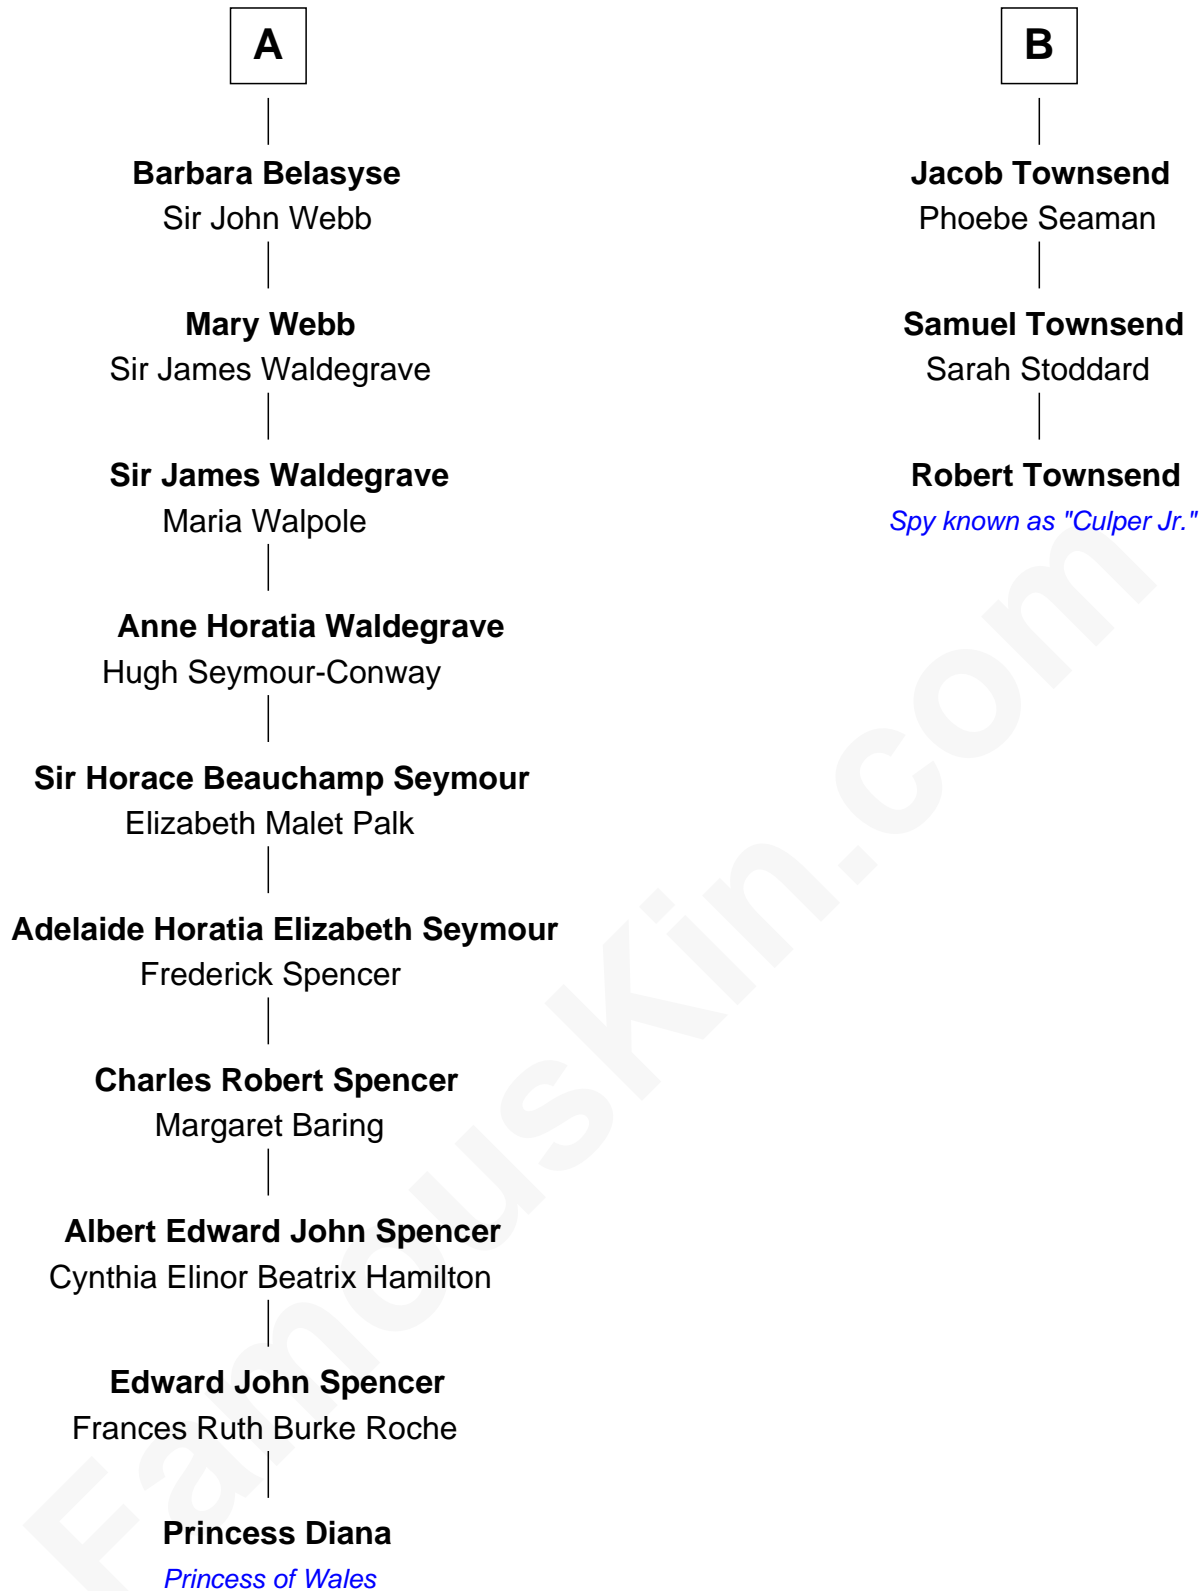 A
Barbara Belasyse
Sir John Webb
Mary Webb
Sir James Waldegrave
Sir James Waldegrave
Maria Walpole
Anne Horatia Waldegrave
Hugh Seymour-Conway
Sir Horace Beauchamp Seymour
Elizabeth Malet Palk
Adelaide Horatia Elizabeth Seymour
Frederick Spencer
Charles Robert Spencer
Margaret Baring
Albert Edward John Spencer
Cynthia Elinor Beatrix Hamilton
Edward John Spencer
Frances Ruth Burke Roche
Princess Diana
Princess of Wales
B
Jacob Townsend
Phoebe Seaman
Samuel Townsend
Sarah Stoddard
Robert Townsend
Spy known as "Culper Jr."
FamousKin.com